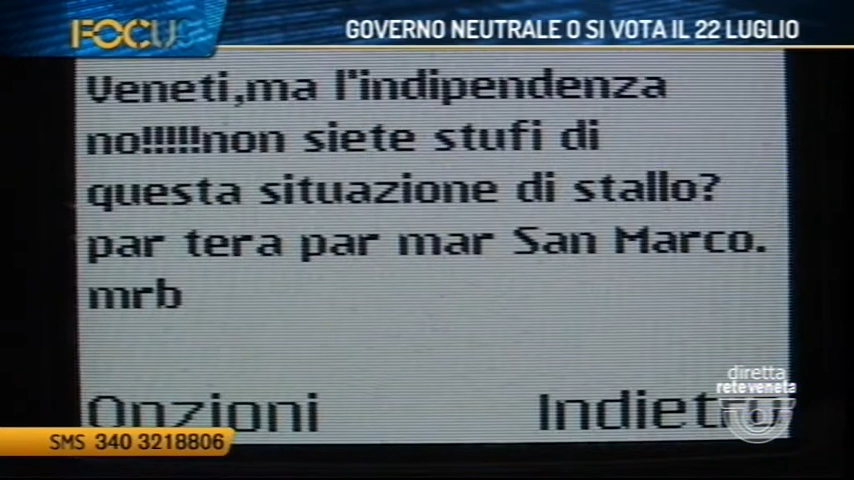 FOCUS
GOVERNO NEUTRALE O SI VOTA IL 22 LUGLIO
Veneti,ma l'indipendenza
no!!!!!non siete stufi di
questa situazione di stallo?
par tera par mar San Marco.
mrb
Opzioni
Indietro
diretta
reteveneta
SMS 340 3218806